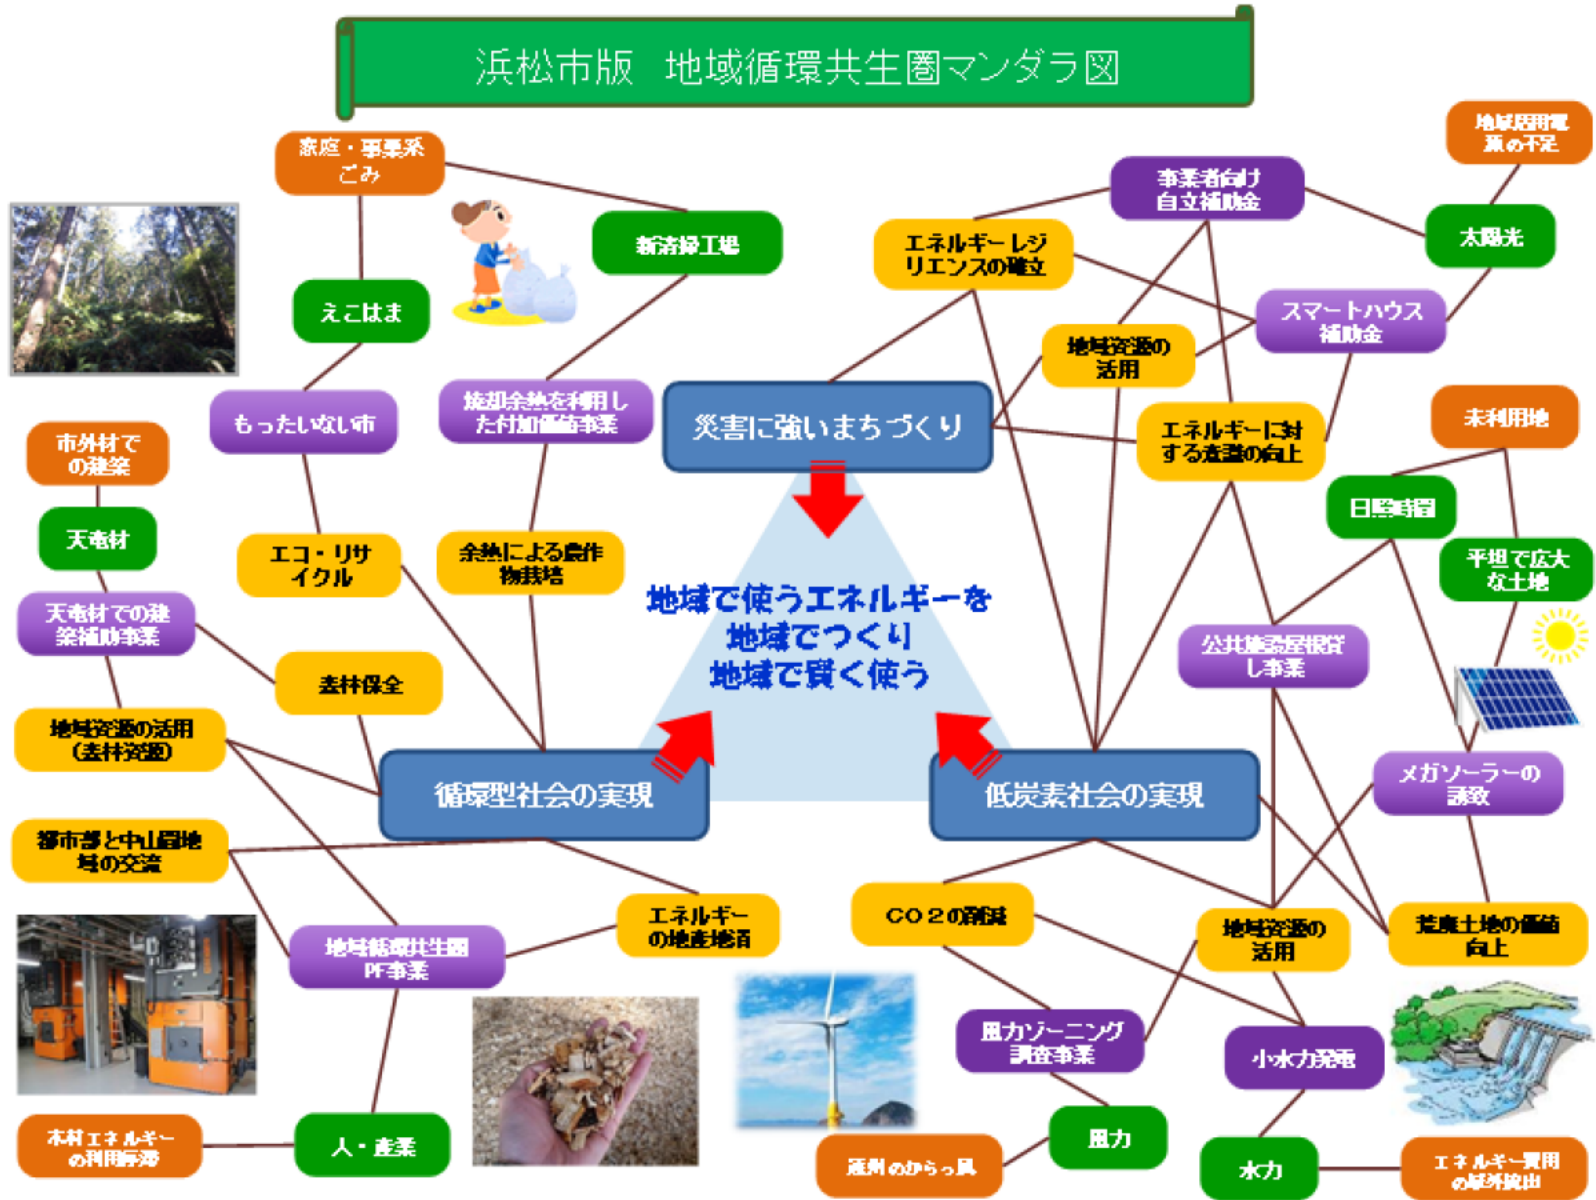 浜松市版　地域循環共生圏マンダラ図
家庭・事業系
ごみ
地域活用電
源の不足
事業者向け
自立補助金
新清掃工場
エネルギーレジ
リエンスの確立
太陽光
えこはま
スマートハウス
補助金
地域資源の
活用
もったいない市
焼却余熱を利用し
た付加価値事業
災害に強いまちづくり
エネルギーに対
する意識の向上
未利用地
市外材で
の建築
日照時間
天竜材
エコ・リサ
イクル
余熱による農作
物栽培
平坦で広大
な土地
地域で使うエネルギーを
地域でつくり
地域で賢く使う
天竜材での建
築補助事業
公共施設屋根貸
し事業
森林保全
地域資源の活用
（森林資源）
循環型社会の実現
低炭素社会の実現
メガソーラーの
誘致
都市部と中山間地
域の交流
エネルギー
の地産地消
CO2の削減
地域資源の
活用
荒廃土地の価値
向上
地域循環共生圏
PF事業
風力ゾーニング
調査事業
小水力発電
木材エネルギー
の利用停滞
人・産業
風力
遠州のからっ風
水力
エネルギー費用
の域外流出